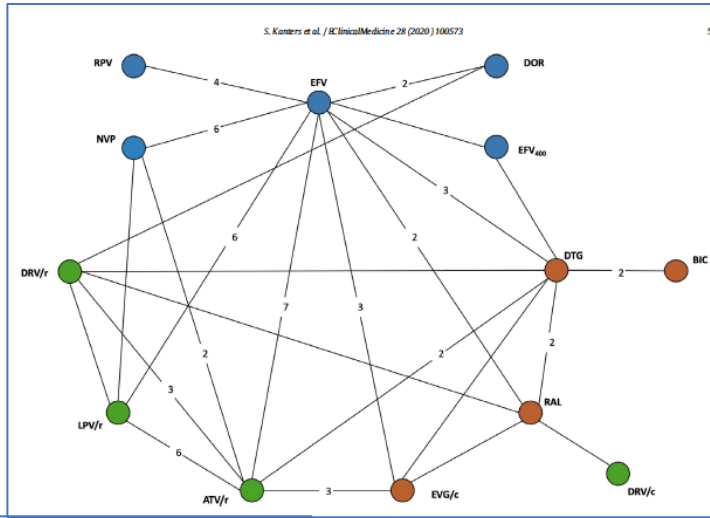 S. Kanters et al. / EClinicalMedicine 28 (2020) 100573
5
RPV
EFV
DOR
4
2
NVP
6
EFV400
3
6
2
DRV/r
DTG
2
BIC
7
3
2
2
2
3
RAL
LPV/r
6
DRV/c
ATV/r
3
EVG/c